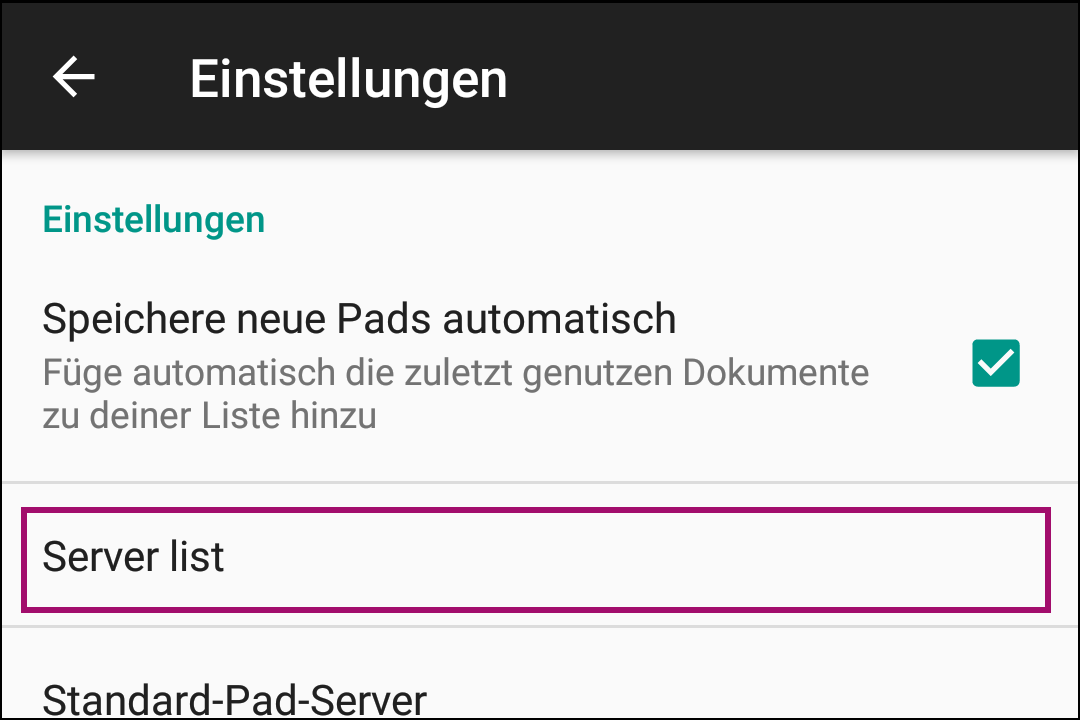 Einstellungen
Einstellungen
Speichere neue Pads automatisch
Füge automatisch die zuletzt genutzen Dokumente
zu deiner Liste hinzu
Server list
Standard-Pad-Server